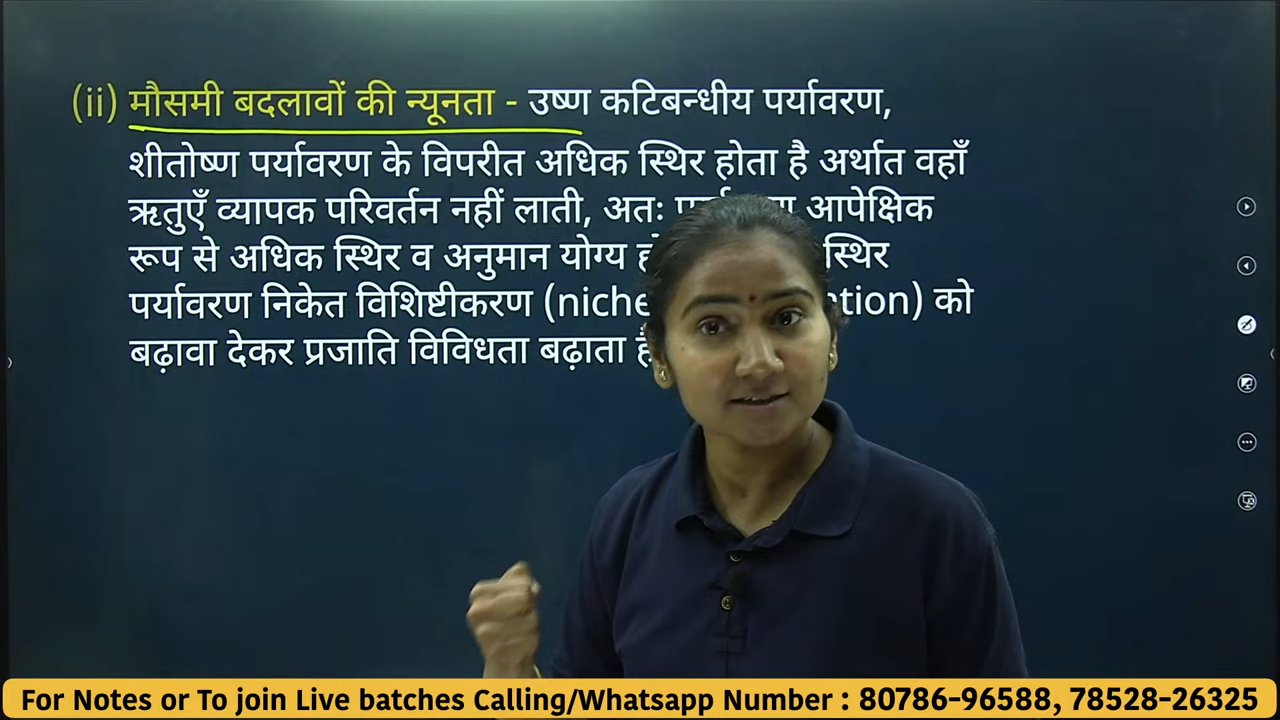 (ii) मौसमी बदलावों की न्यूनता - उष्ण कटिबन्धीय पर्यावरण,
शीतोष्ण पर्यावरण के विपरीत अधिक स्थिर होता है अर्थात वहाँ
ऋतुएँ व्यापक परिवर्तन नहीं लाती, अतः आपेक्षिक
रूप से अधिक स्थिर व अनुमान योग्य स्थिर
पर्यावरण निकेत विशिष्टीकरण (niche को
बढ़ावा देकर प्रजाति विविधता बढ़ाता है
For Notes or To join Live batches Calling/Whatsapp Number : 80786-96588, 78528-26325